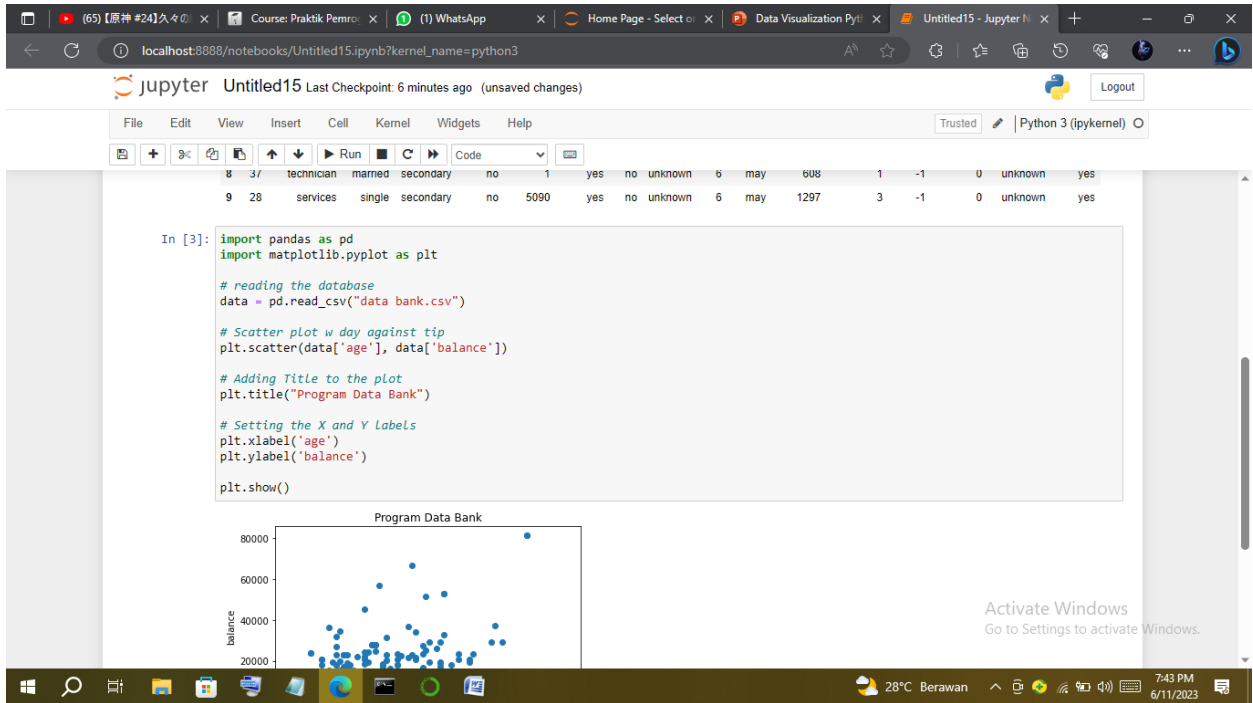 (65)【原神 #24】久々の
Course: Praktik Pemrog
(1) WhatsApp
Home Page - Select or
Data Visualization Pyth
Untitled15 - Jupyter N
localhost:8888/notebooks/Untitled15.ipynb?kernel_name=python3
jupyter Untitled15 Last Checkpoint: 6 minutes ago (unsaved changes)
Logout
File Edit View Insert Cell Kernel Widgets Help
Trusted Python 3 (ipykernel)
Run Code
8 37 technician married secondary no 1 yes no unknown 6 may 608 1 -1 0 unknown yes
9 28 services single secondary no 5090 yes no unknown 6 may 1297 3 -1 0 unknown yes
In [3]: import pandas as pd
import matplotlib.pyplot as plt
# reading the database
data = pd.read_csv("data bank.csv")
# Scatter plot w day against tip
plt.scatter(data['age'], data['balance'])
# Adding Title to the plot
plt.title("Program Data Bank")
# Setting the X and Y Labels
plt.xlabel('age')
plt.ylabel('balance')
plt.show()
Program Data Bank
80000
60000
40000
20000
balance
Activate Windows
Go to Settings to activate Windows.
28°C Berawan
7:43 PM
6/11/2023